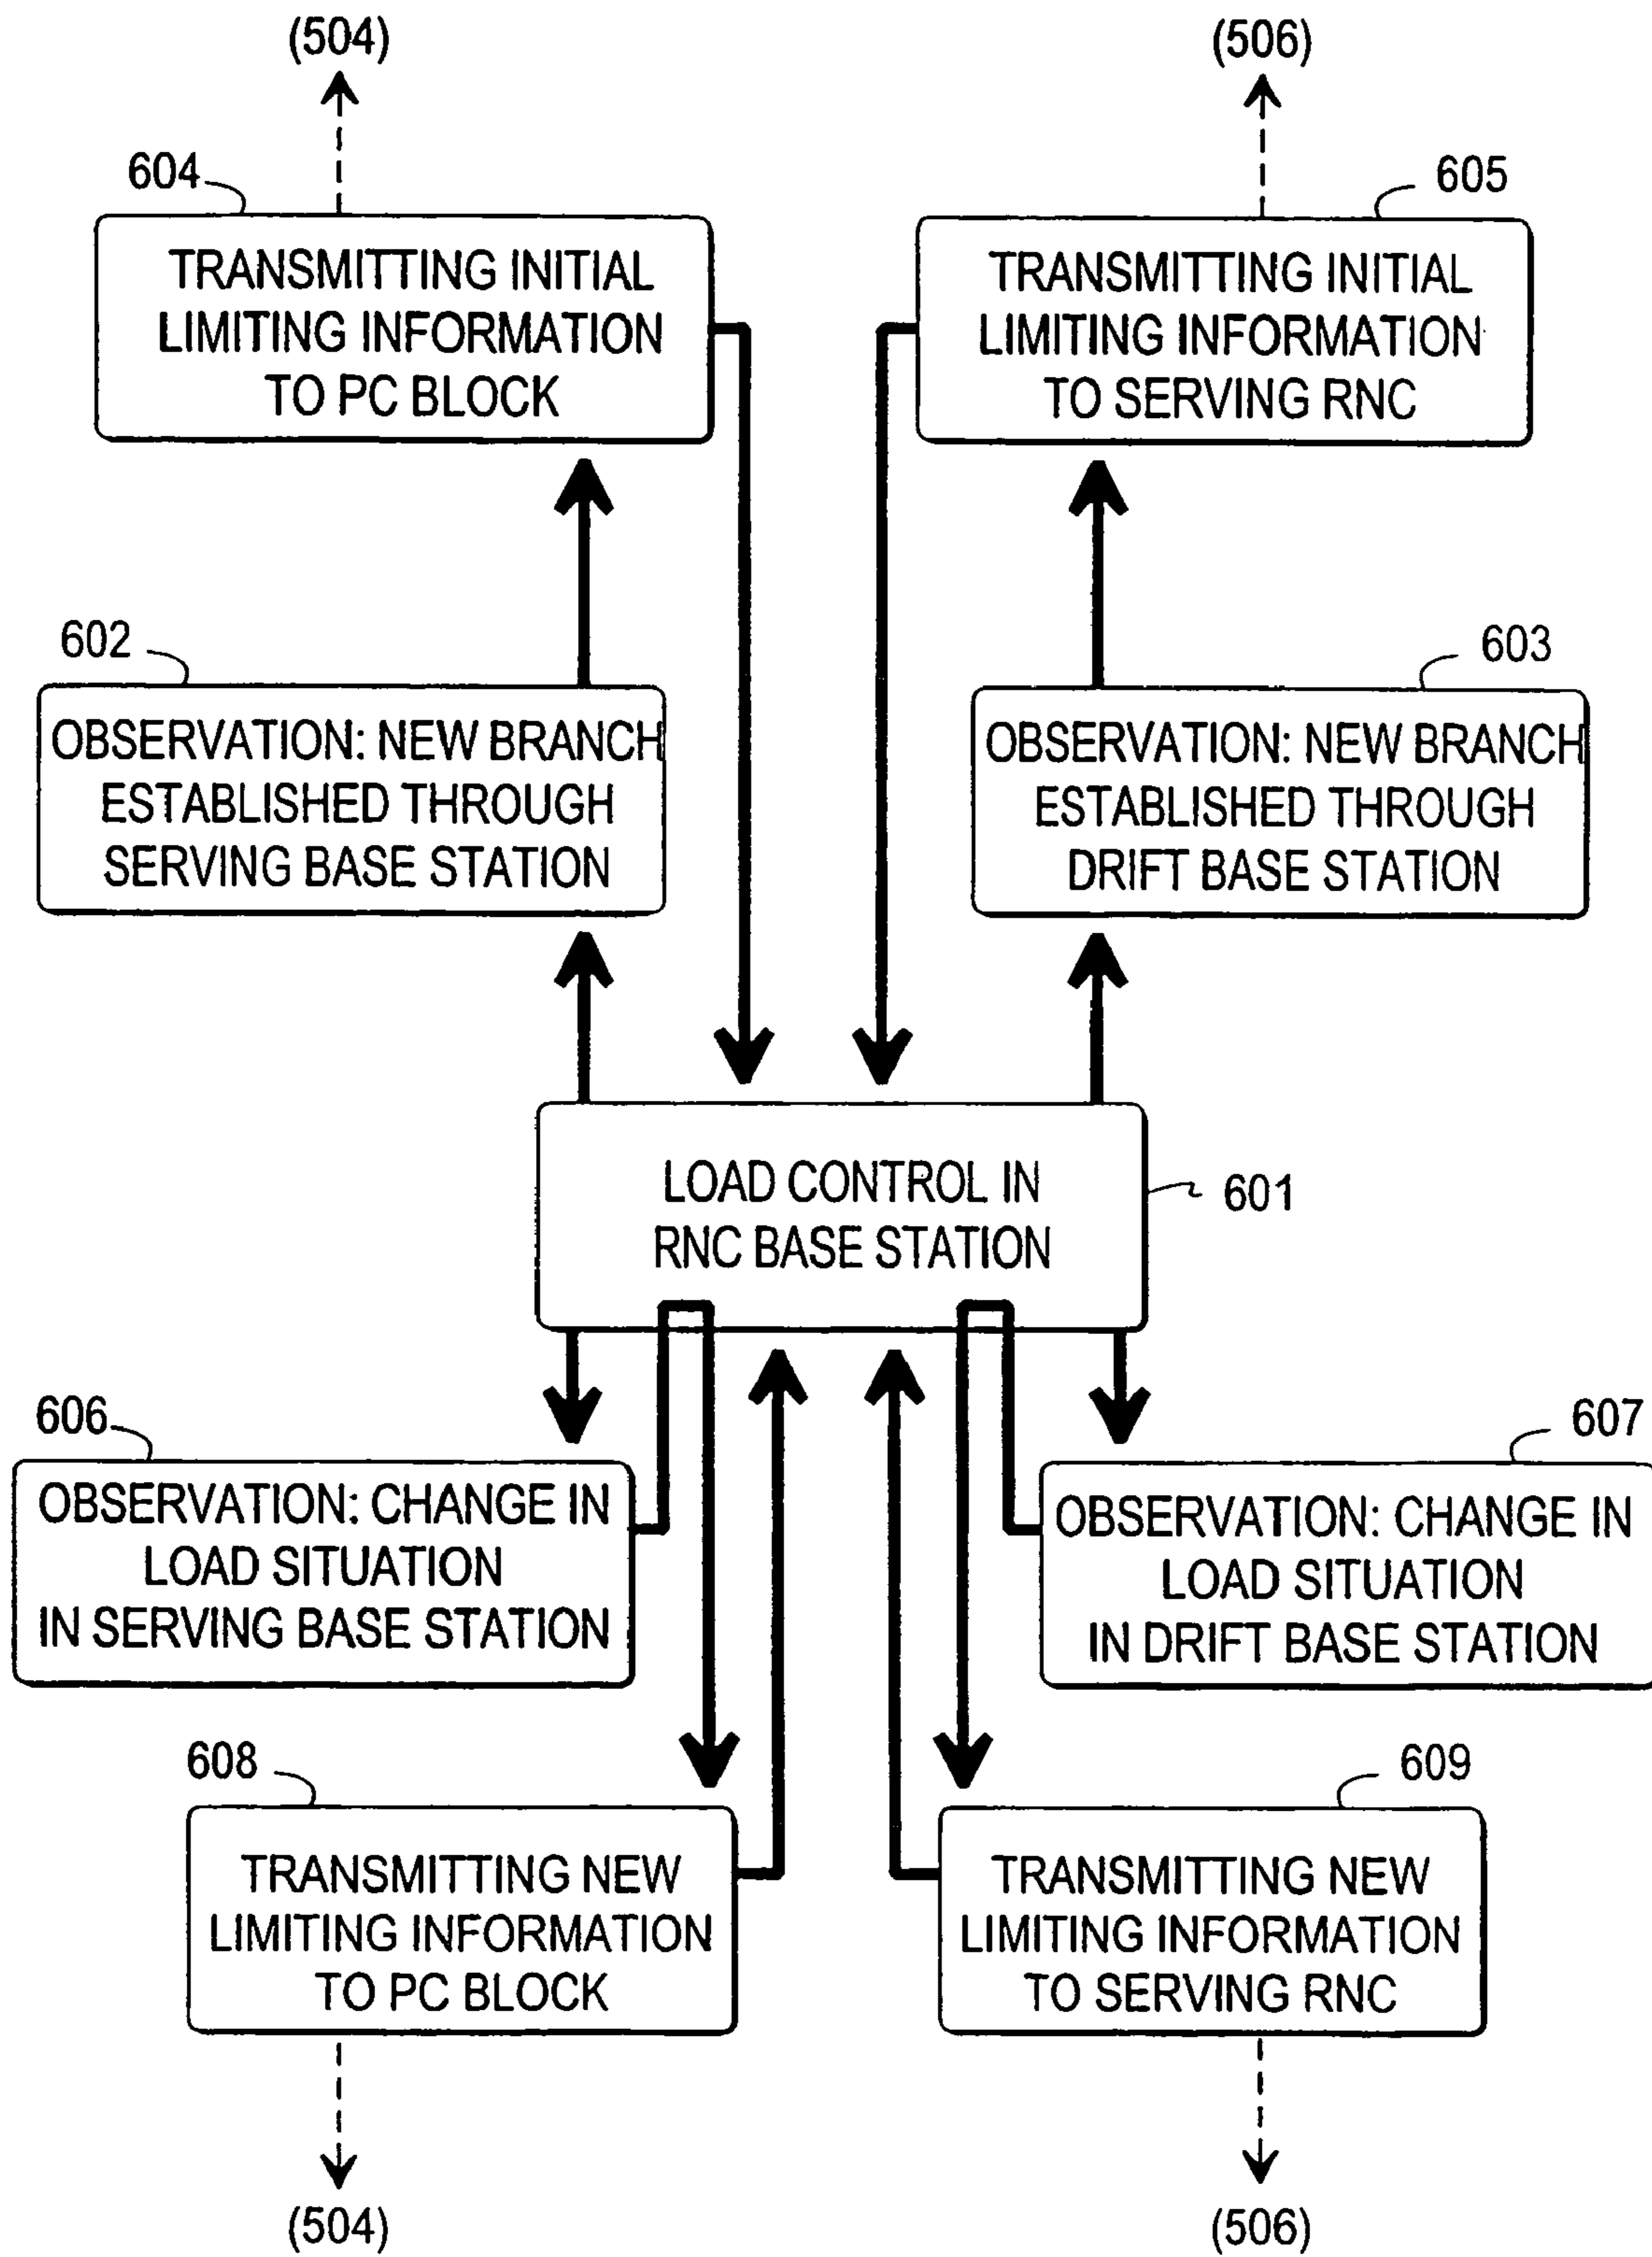 (504)
(506)
604
605
TRANSMITTING INITIAL
LIMITING INFORMATION
TO PC BLOCK
TRANSMITTING INITIAL
LIMITING INFORMATION
TO SERVING RNC
602
603
OBSERVATION: NEW BRANCH
ESTABLISHED THROUGH
SERVING BASE STATION
OBSERVATION: NEW BRANCH
ESTABLISHED THROUGH
DRIFT BASE STATION
LOAD CONTROL IN
RNC BASE STATION
601
606
607
OBSERVATION: CHANGE IN
LOAD SITUATION
IN SERVING BASE STATION
OBSERVATION: CHANGE IN
LOAD SITUATION
IN DRIFT BASE STATION
608
609
TRANSMITTING NEW
LIMITING INFORMATION
TO PC BLOCK
TRANSMITTING NEW
LIMITING INFORMATION
TO SERVING RNC
(504)
(506)